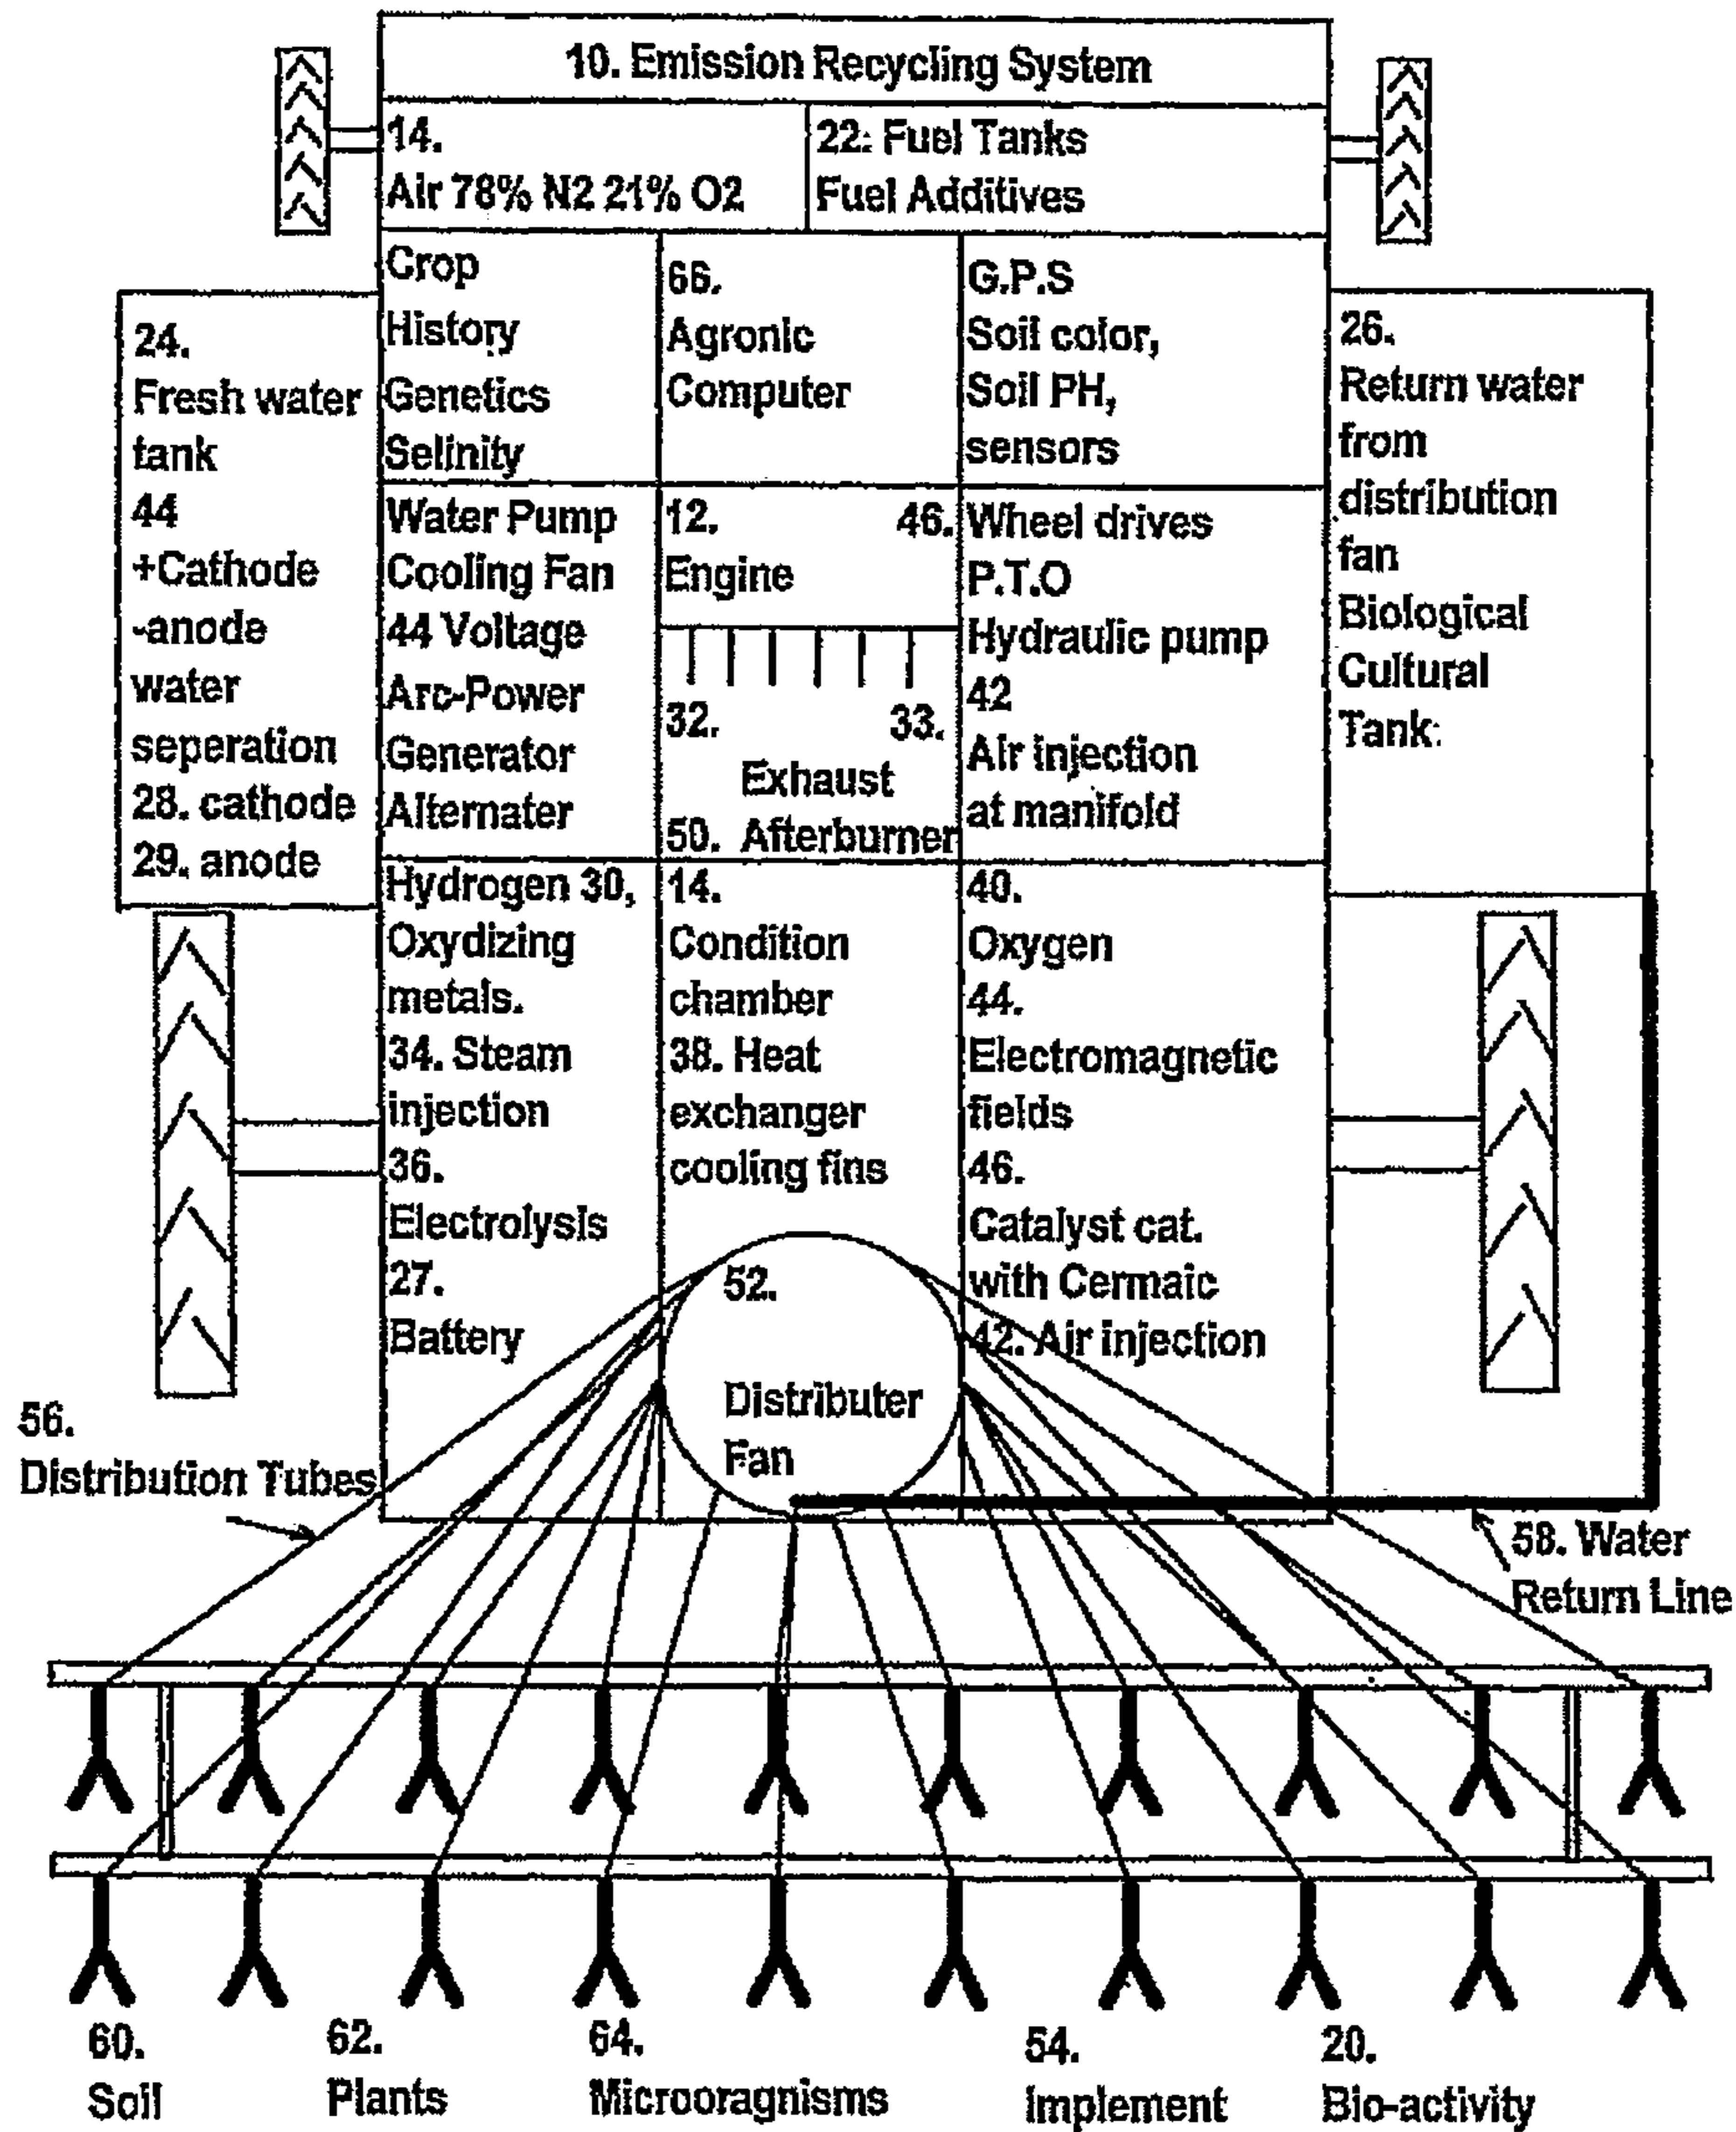 10. Emission Recycling System
14.
Air 78% N2 21% O2
22. Fuel Tanks
Fuel Additives
Crop
History
Genetics
Selinity
66.
Agronic
Computer
G.P.S
Soil color,
Soil PH,
sensors
24.
Fresh water
tank
44
+Cathode
-anode
water
seperation
28. cathode
29. anode
26.
Return water
from
distribution
fan
Biological
Cultural
Tank.
Water Pump
Cooling Fan
44 Voltage
Arc-Power
Generator
Alternater
12.
Engine
32.
33.
Exhaust
50. Afterburner
46. Wheel drives
P.T.O
Hydraulic pump
42
Air injection
at manifold
Hydrogen 30,
Oxydizing
metals.
34. Steam
injection
36.
Electrolysis
27.
Battery
14.
Condition
chamber
38. Heat
exchanger
cooling fins
40.
Oxygen
44.
Electromagnetic
fields
46.
Catalyst cat.
with Cermaic
42. Air injection
52.
Distributer
Fan
56.
Distribution Tubes
58. Water
Return Line
60.
Soil
62.
Plants
64.
Microoragnisms
54.
Implement
20.
Bio-activity